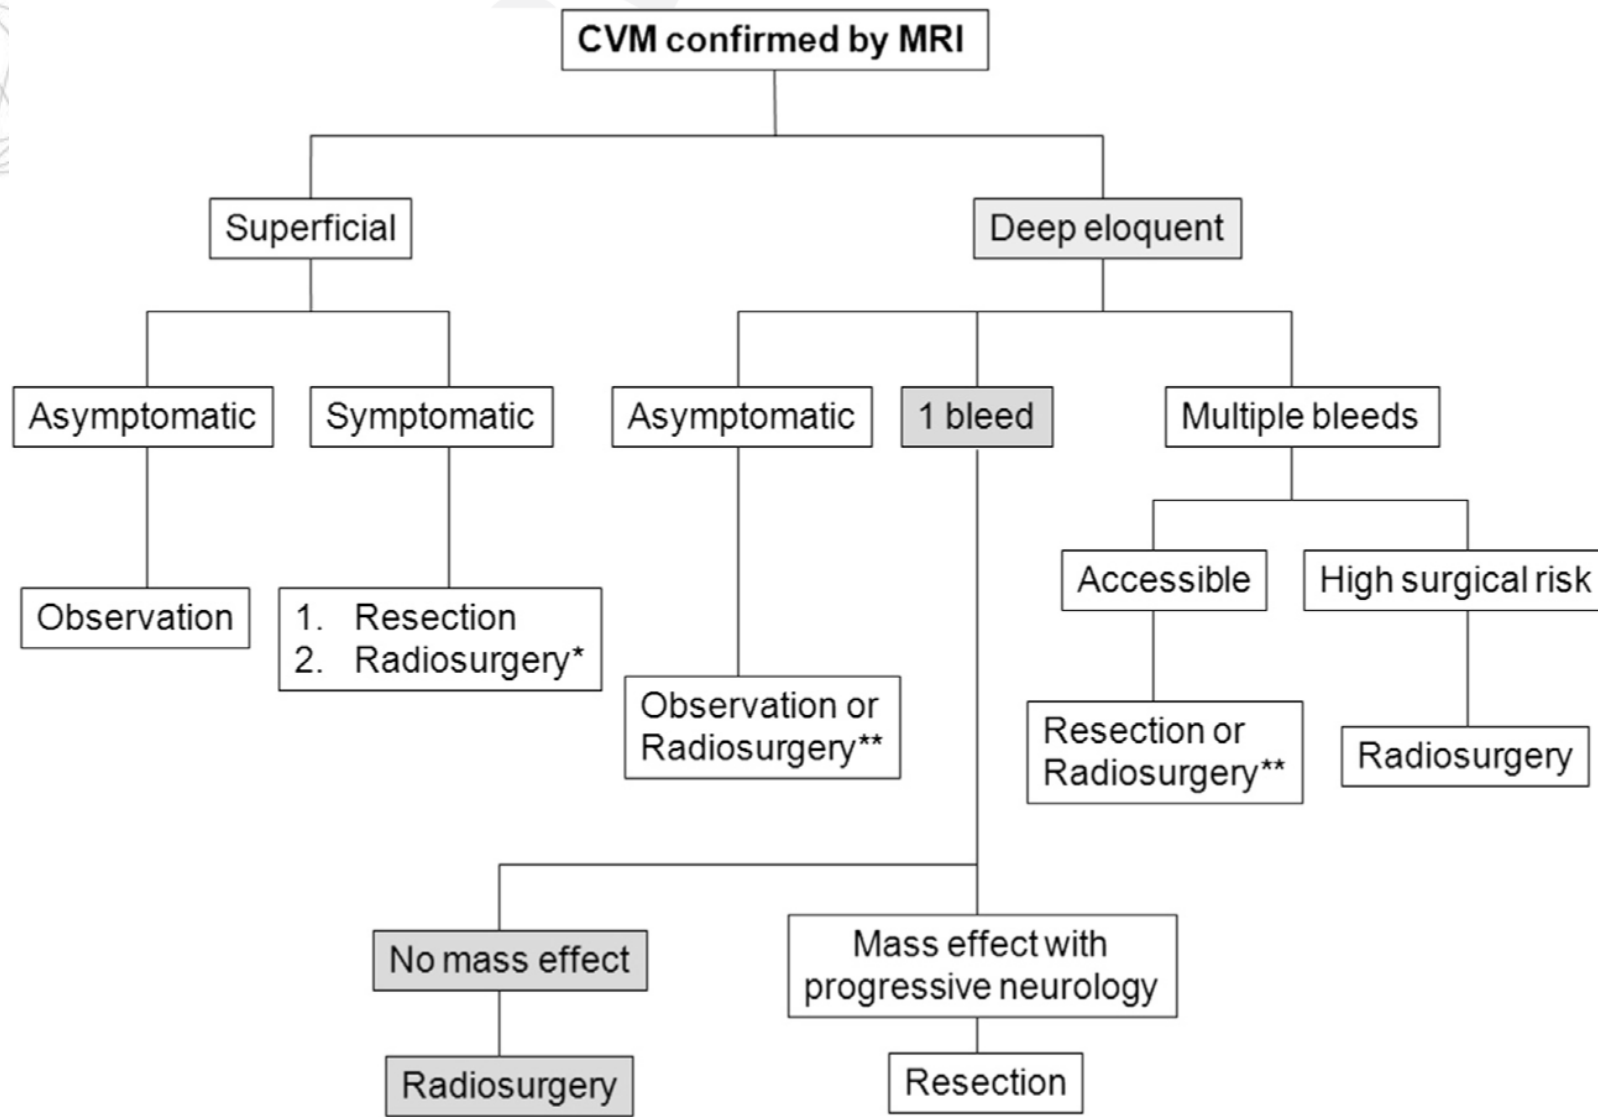 CVM confirmed by MRI
Superficial
Deep eloquent
Asymptomatic
Symptomatic
Asymptomatic
1 bleed
Multiple bleeds
Accessible
High surgical risk
Observation
1. Resection
2. Radiosurgery*
Observation or
Radiosurgery**
Resection or
Radiosurgery**
Radiosurgery
No mass effect
Mass effect with
progressive neurology
Radiosurgery
Resection